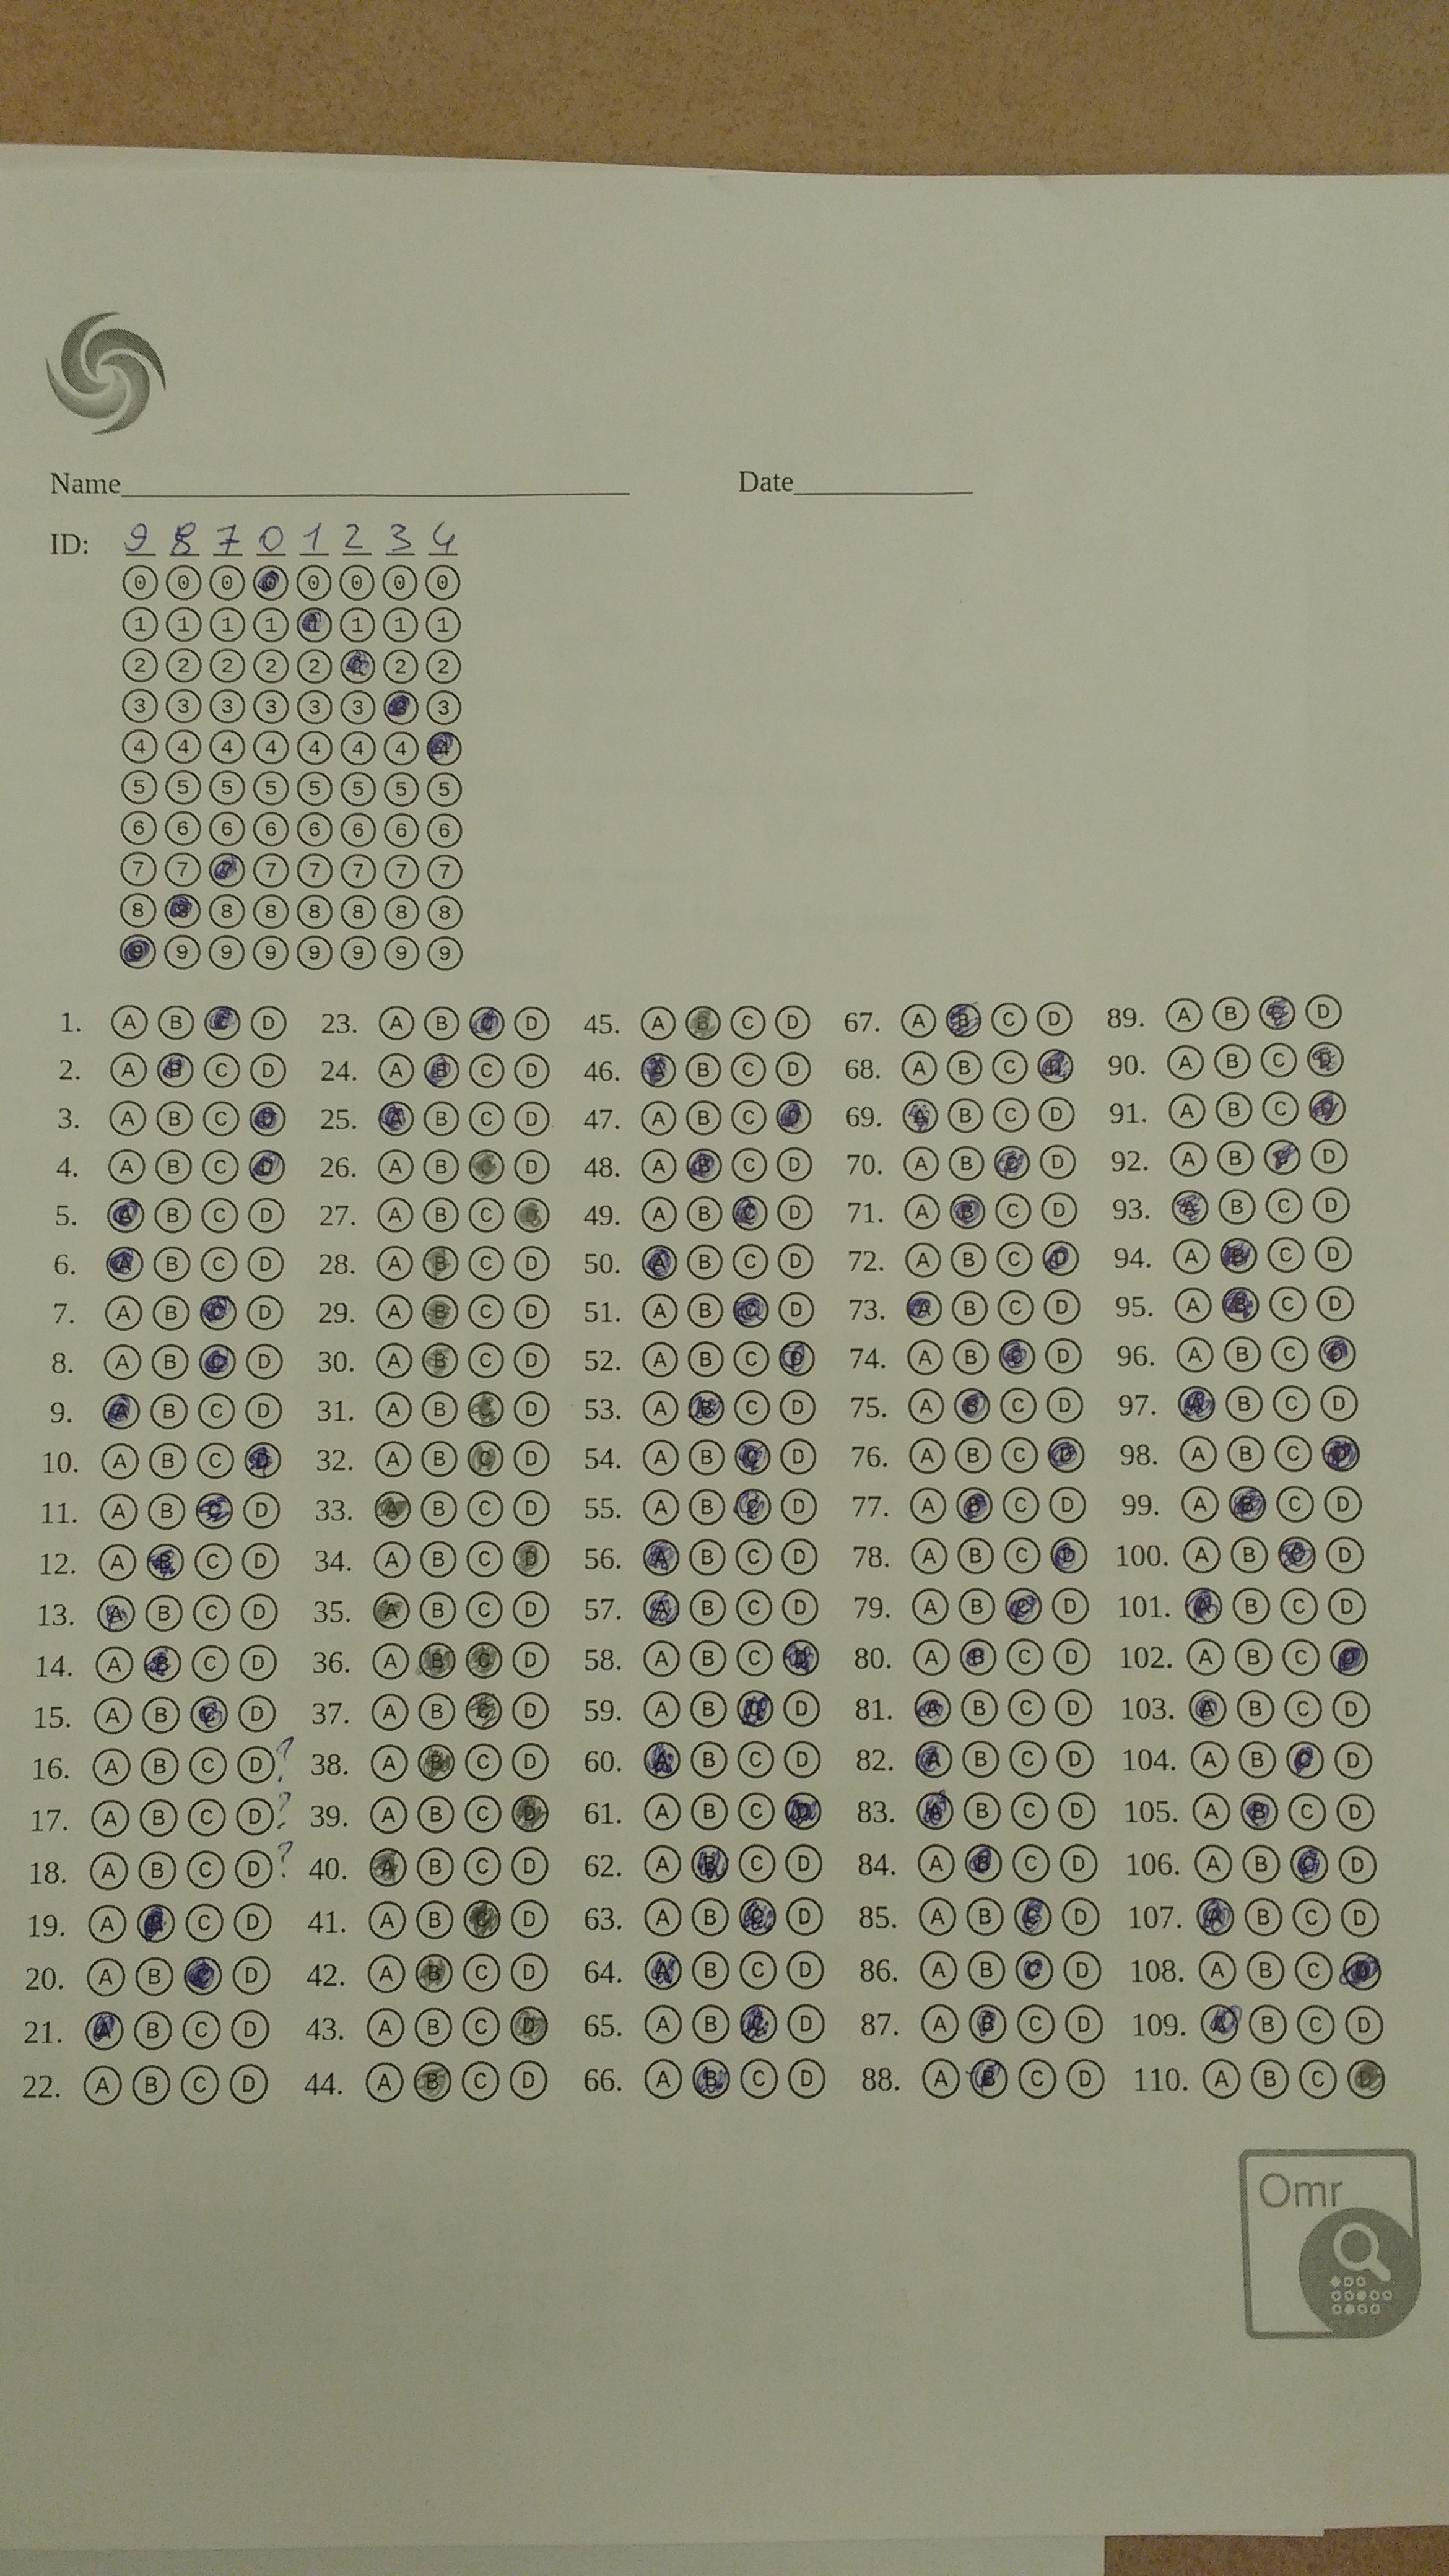 Name____________ Date____________
ID: 9 8 7 0 1 2 3 4
0 0 0 0 0 0 0 0
1 1 1 1 1 1 1 1
2 2 2 2 2 2 2 2
3 3 3 3 3 3 3 3
4 4 4 4 4 4 4 4
5 5 5 5 5 5 5 5
6 6 6 6 6 6 6 6
7 7 7 7 7 7 7 7
8 8 8 8 8 8 8 8
9 9 9 9 9 9 9 9
1. A B C D 23. A B C D 45. A B C D 67. A B C D 89. A B C D
2. A B C D 24. A B C D 46. A B C D 68. A B C D 90. A B C D
3. A B C D 25. A B C D 47. A B C D 69. A B C D 91. A B C D
4. A B C D 26. A B C D 48. A B C D 70. A B C D 92. A B C D
5. A B C D 27. A B C D 49. A B C D 71. A B C D 93. A B C D
6. A B C D 28. A B C D 50. A B C D 72. A B C D 94. A B C D
7. A B C D 29. A B C D 51. A B C D 73. A B C D 95. A B C D
8. A B C D 30. A B C D 52. A B C D 74. A B C D 96. A B C D
9. A B C D 31. A B C D 53. A B C D 75. A B C D 97. A B C D
10. A B C D 32. A B C D 54. A B C D 76. A B C D 98. A B C D
11. A B C D 33. A B C D 55. A B C D 77. A B C D 99. A B C D
12. A B C D 34. A B C D 56. A B C D 78. A B C D 100. A B C D
13. A B C D 35. A B C D 57. A B C D 79. A B C D 101. A B C D
14. A B C D 36. A B C D 58. A B C D 80. A B C D 102. A B C D
15. A B C D 37. A B C D 59. A B C D 81. A B C D 103. A B C D
16. A B C D ? 38. A B C D 60. A B C D 82. A B C D 104. A B C D
17. A B C D ? 39. A B C D 61. A B C D 83. A B C D 105. A B C D
18. A B C D ? 40. A B C D 62. A B C D 84. A B C D 106. A B C D
19. A B C D 41. A B C D 63. A B C D 85. A B C D 107. A B C D
20. A B C D 42. A B C D 64. A B C D 86. A B C D 108. A B C D
21. A B C D 43. A B C D 65. A B C D 87. A B C D 109. A B C D
22. A B C D 44. A B C D 66. A B C D 88. A B C D 110. A B C D
Omr